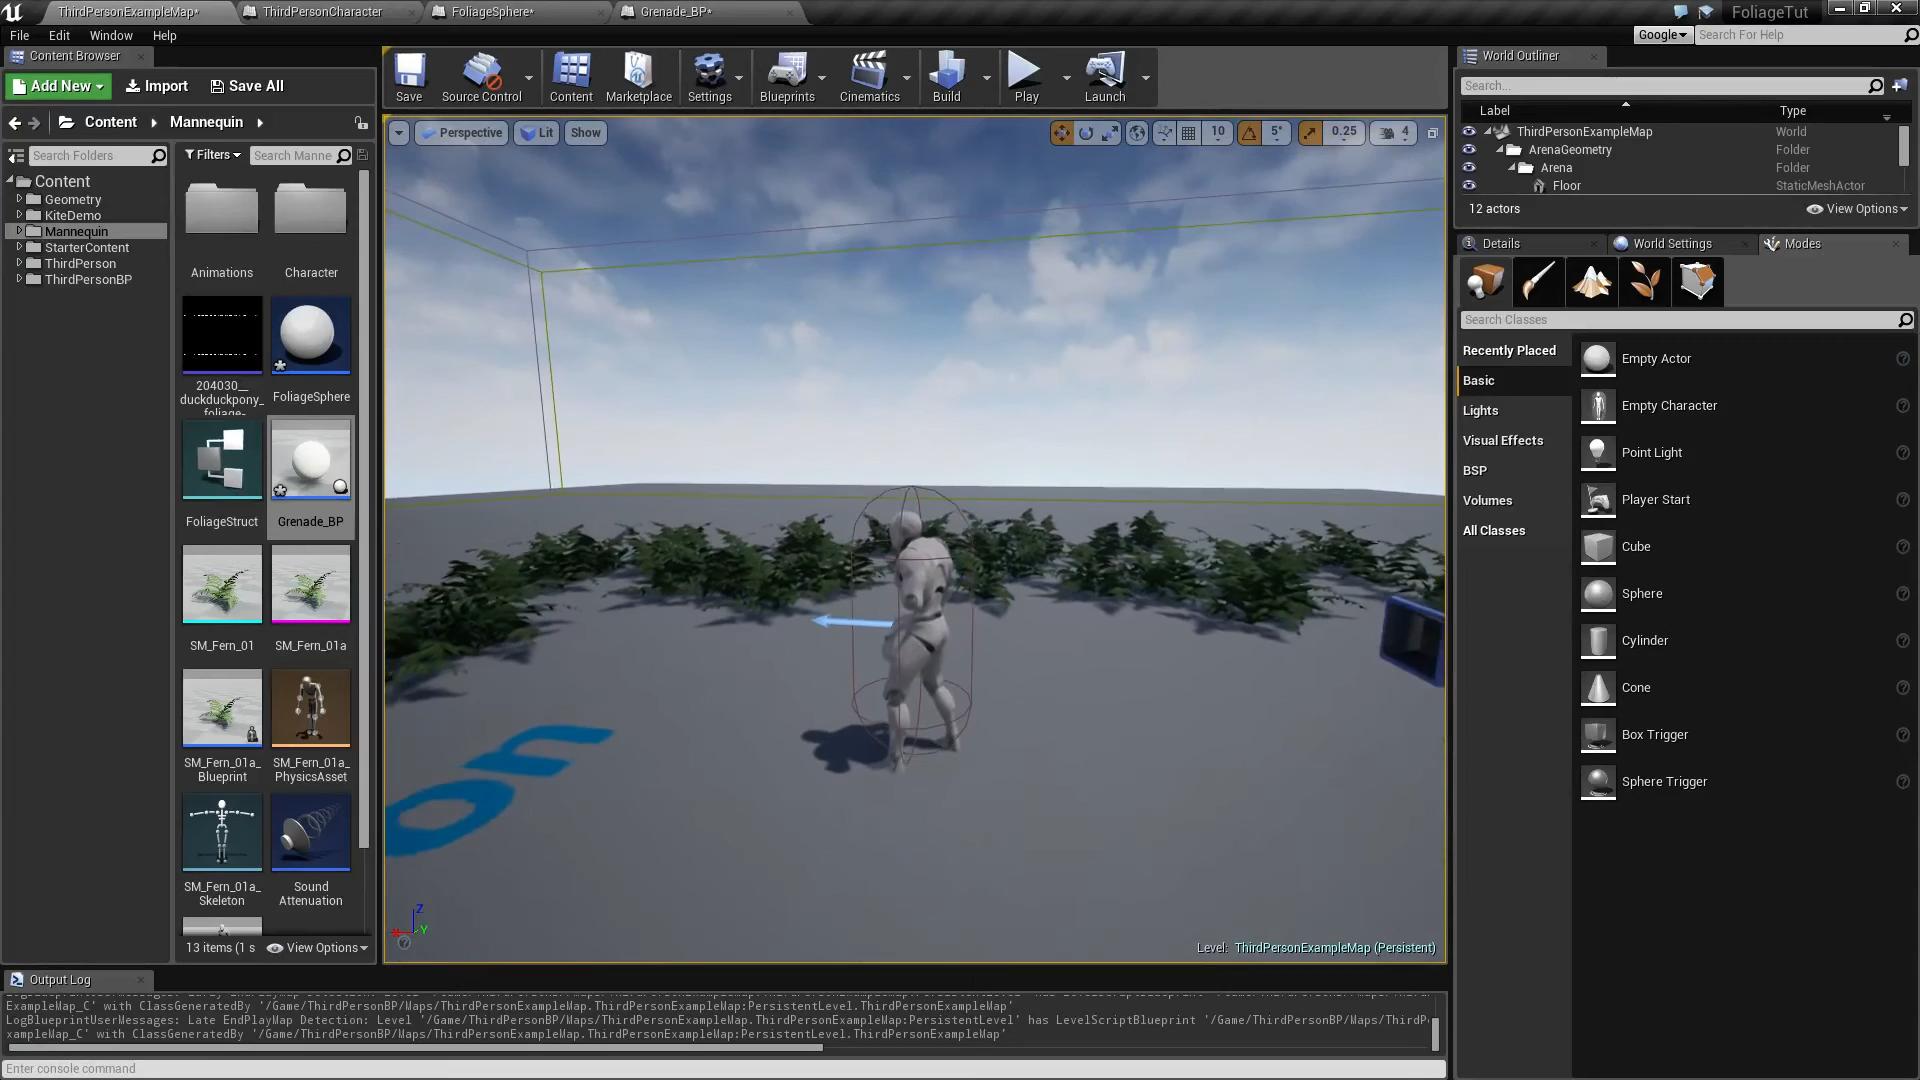 ThirdPersonExampleMap*
ThirdPersonCharacter
FoliageSphere*
Grenade_BP*
FoliageTut
File
Edit
Window
Help
Google
Search For Help
Content Browser
Add New
Import
Save All
Content
Mannequin
Search Folders
Filters
Search Manne
Content
Geometry
KiteDemo
Mannequin
StarterContent
ThirdPerson
ThirdPersonBP
Animations
Character
204030__
duckduckpony_
foliage-
FoliageSphere
FoliageStruct
Grenade_BP
SM_Fern_01
SM_Fern_01a
SM_Fern_01a_
Blueprint
SM_Fern_01a_
PhysicsAsset
SM_Fern_01a_
Skeleton
Sound
Attenuation
13 items (1 s
View Options
Save
Source Control
Content
Marketplace
Settings
Blueprints
Cinematics
Build
Play
Launch
Perspective
Lit
Show
10
5°
0.25
4
on
Z
X
Y
Level: ThirdPersonExampleMap (Persistent)
World Outliner
Search...
Label
Type
ThirdPersonExampleMap
World
ArenaGeometry
Folder
Arena
Folder
Floor
StaticMeshActor
12 actors
View Options
Details
World Settings
Modes
Search Classes
Recently Placed
Basic
Lights
Visual Effects
BSP
Volumes
All Classes
Empty Actor
Empty Character
Point Light
Player Start
Cube
Sphere
Cylinder
Cone
Box Trigger
Sphere Trigger
Output Log
ExampleMap_C' with ClassGeneratedBy '/Game/ThirdPersonBP/Maps/ThirdPersonExampleMap.ThirdPersonExampleMap:PersistentLevel.ThirdPersonExampleMap'
LogBlueprintUserMessages: Late EndPlayMap Detection: Level '/Game/ThirdPersonBP/Maps/ThirdPersonExampleMap.ThirdPersonExampleMap:PersistentLevel' has LevelScriptBlueprint '/Game/ThirdPersonBP/Maps/ThirdP
xampleMap_C' with ClassGeneratedBy '/Game/ThirdPersonBP/Maps/ThirdPersonExampleMap.ThirdPersonExampleMap:PersistentLevel.ThirdPersonExampleMap'
Enter console command